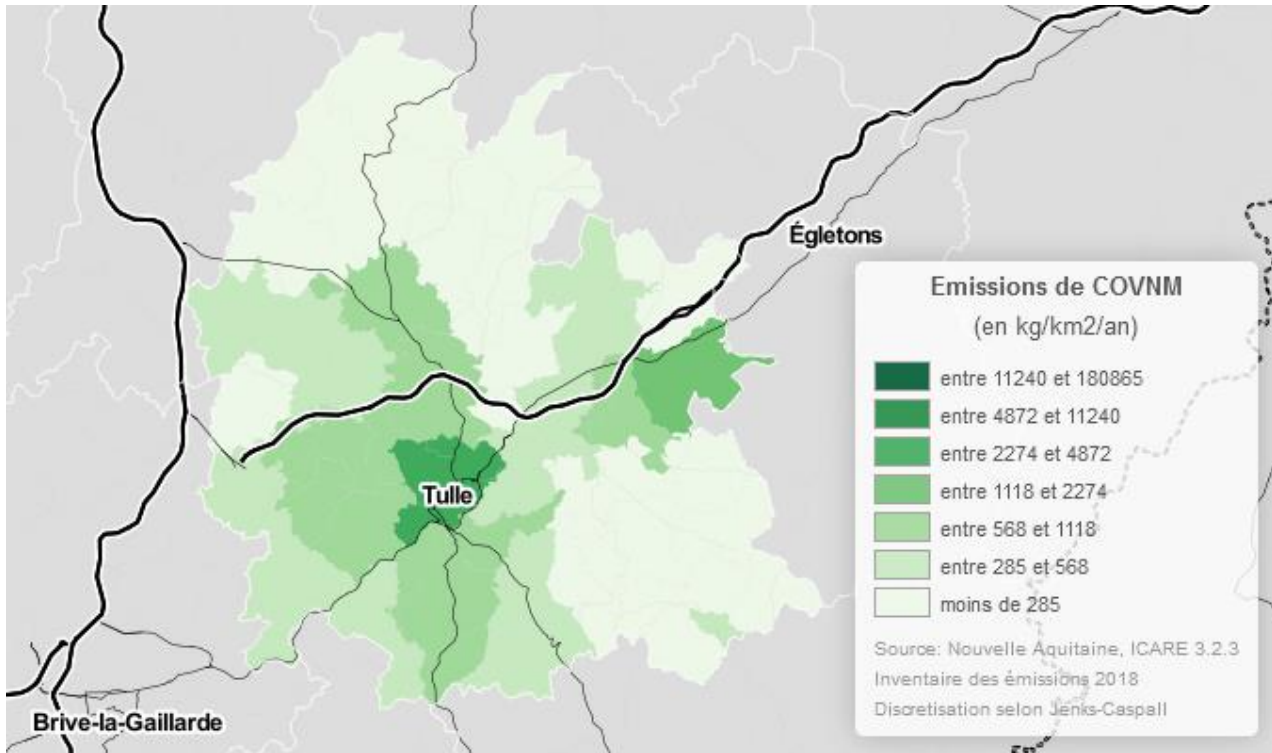 Égletons
Emissions de COVNM
(en kg/km2/an)
entre 11240 et 180865
entre 4872 et 11240
entre 2274 et 4872
entre 1118 et 2274
entre 568 et 1118
entre 285 et 568
moins de 285
Source: Nouvelle Aquitaine, ICARE 3.2.3
Inventaire des émissions 2018
Discretisation selon Jenks-Caspall
Tulle
Brive-la-Gaillarde